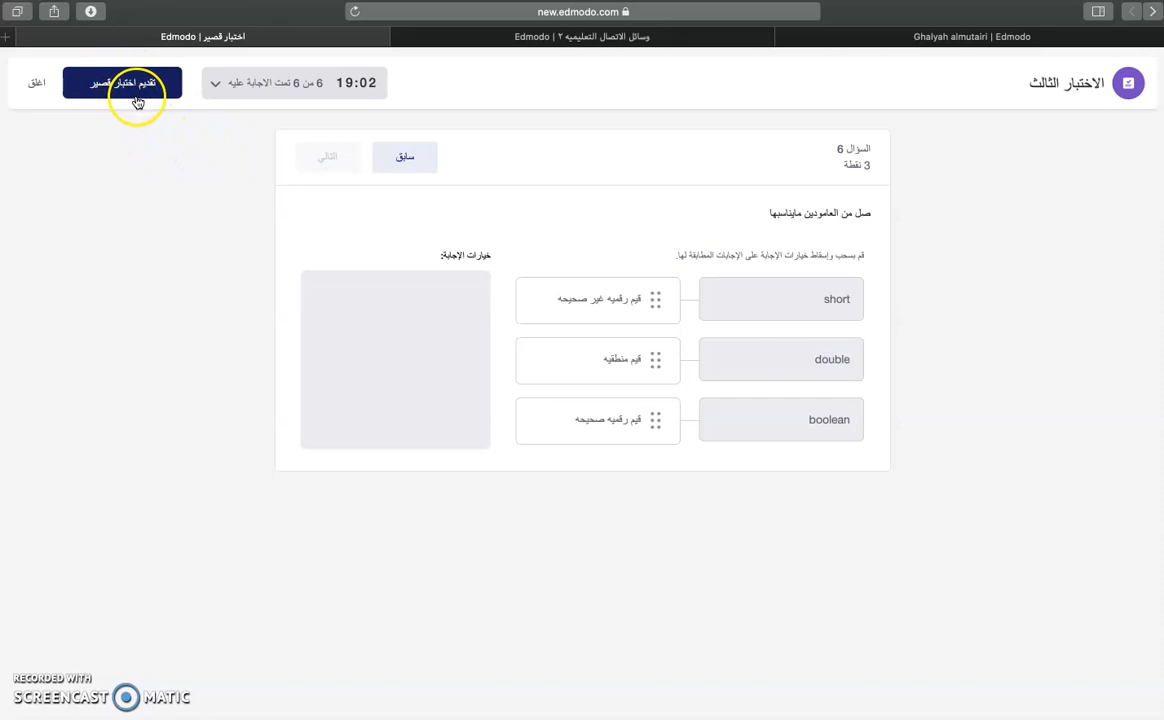 new.edmodo.com
Edmodo | اختبار قصير
Edmodo | وسائل الاتصال التعليميه ٢
Ghalyah almutairi | Edmodo
الاختبار الثالث
19:02
6 من 6 تمت الاجابة عليه
تقديم اختبار قصير
اغلق
السؤال 6
3 نقطة
سابق
التالي
صل من العامودين مايناسبها
قم بسحب وإسقاط خيارات الإجابة على الإجابات المطابقة لها.
خيارات الإجابة:
short
قيم رقميه غير صحيحه
double
قيم منطقيه
boolean
قيم رقميه صحيحه
RECORDED WITH
SCREENCAST MATIC